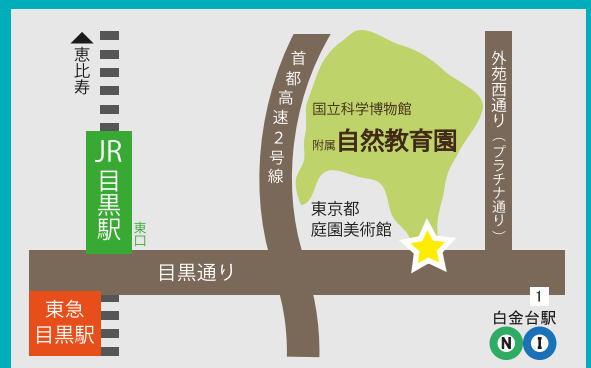 恵比寿
JR
目黒駅
東口
首都高速2号線
国立科学博物館
附属 自然教育園
東京都
庭園美術館
外苑西通り(プラチナ通り)
目黒通り
東急
目黒駅
1
白金台駅
N I